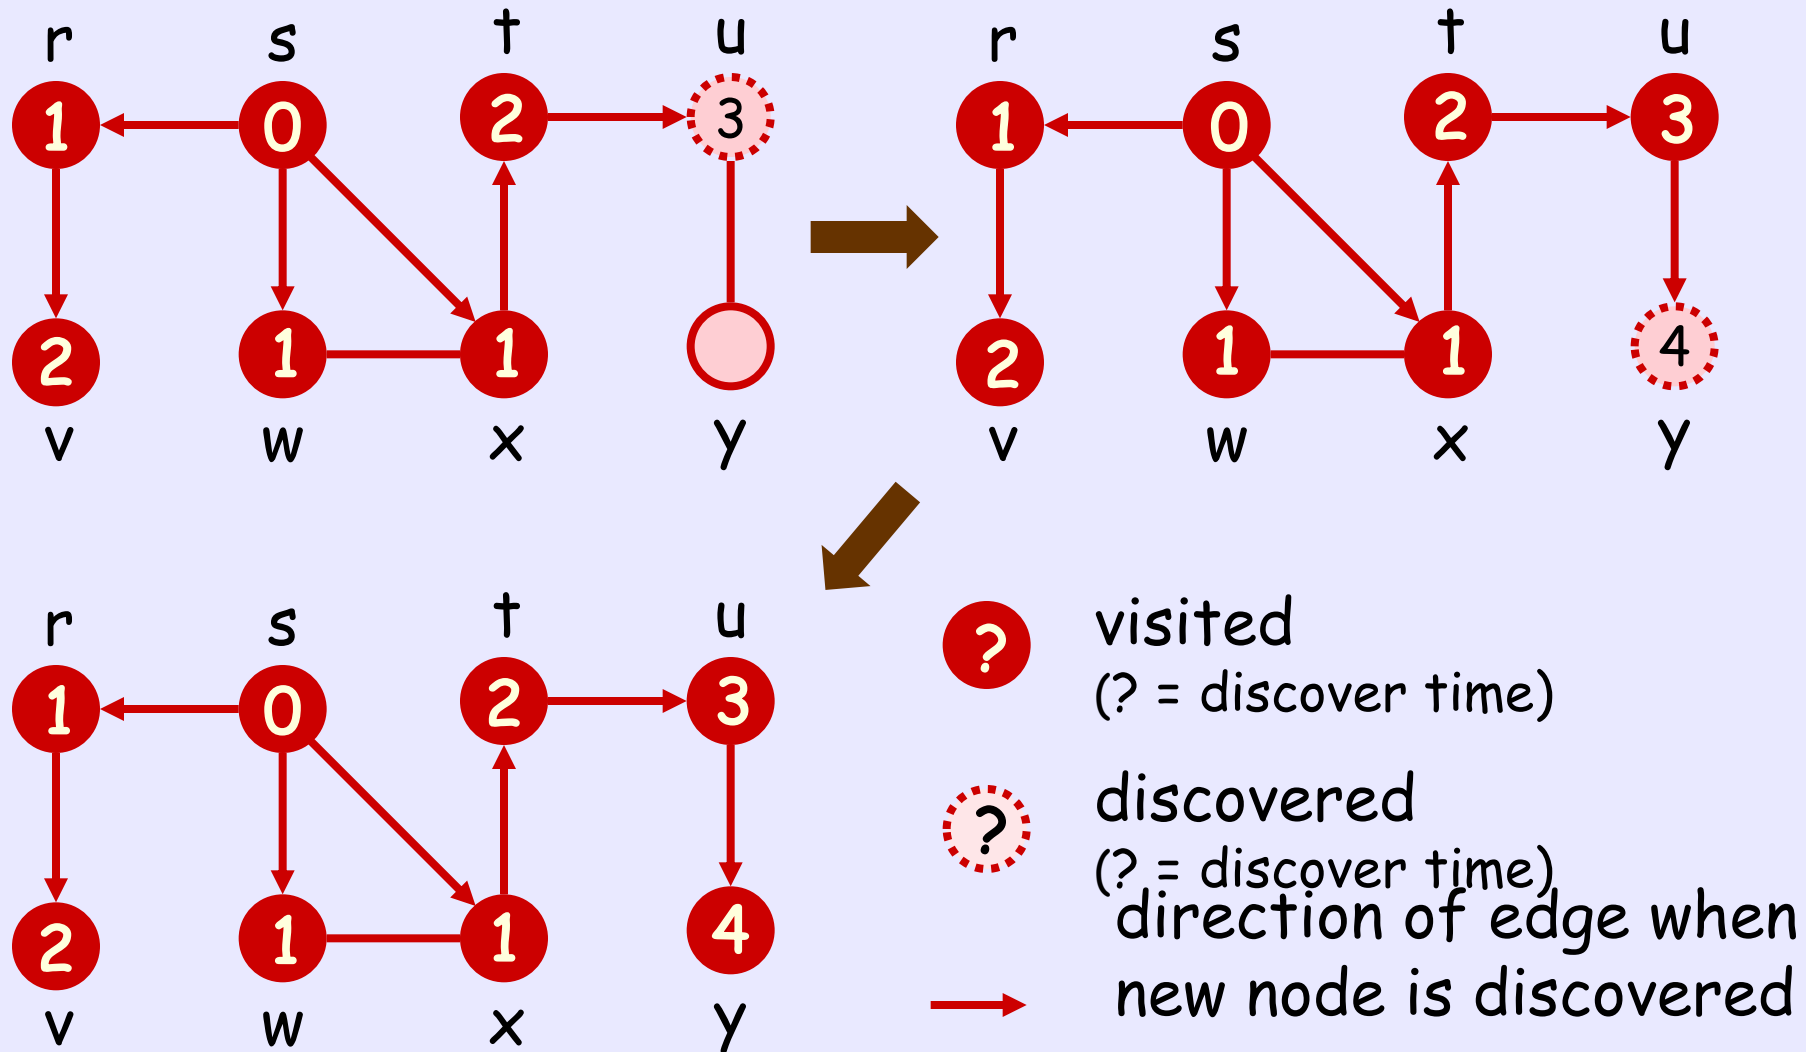 r s t u
1 0 2 3
2 1 1
v w x y
r s t u
1 0 2 3
2 1 1 4
v w x y
r s t u
1 0 2 3
2 1 1 4
v w x y
? visited
(? = discover time)
? discovered
(? = discover time)
direction of edge when
new node is discovered